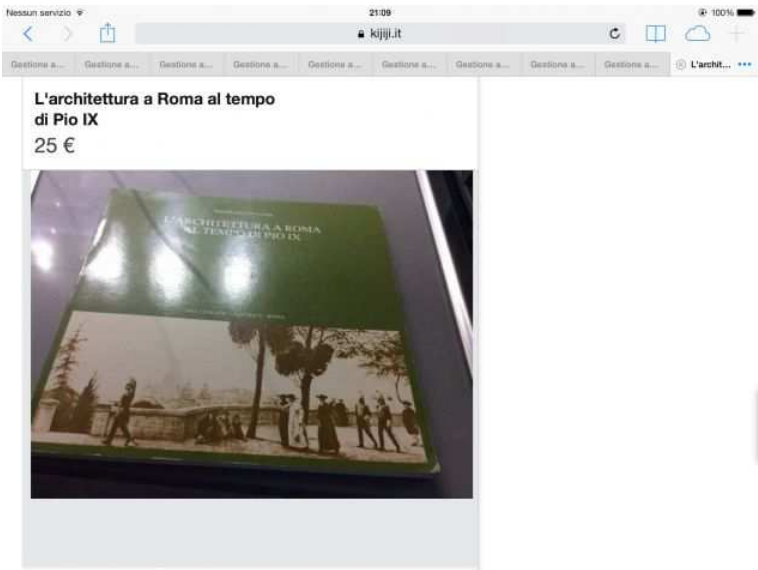 Nessun servizio
21:09
100%
kijiji.it
Gestione a...
Gestione a...
Gestione a...
Gestione a...
Gestione a...
Gestione a...
Gestione a...
Gestione a...
Gestione a...
L'archit...
L'architettura a Roma al tempo
di Pio IX
25 €
L'ARCHITETTURA A ROMA
AL TEMPO DI PIO IX